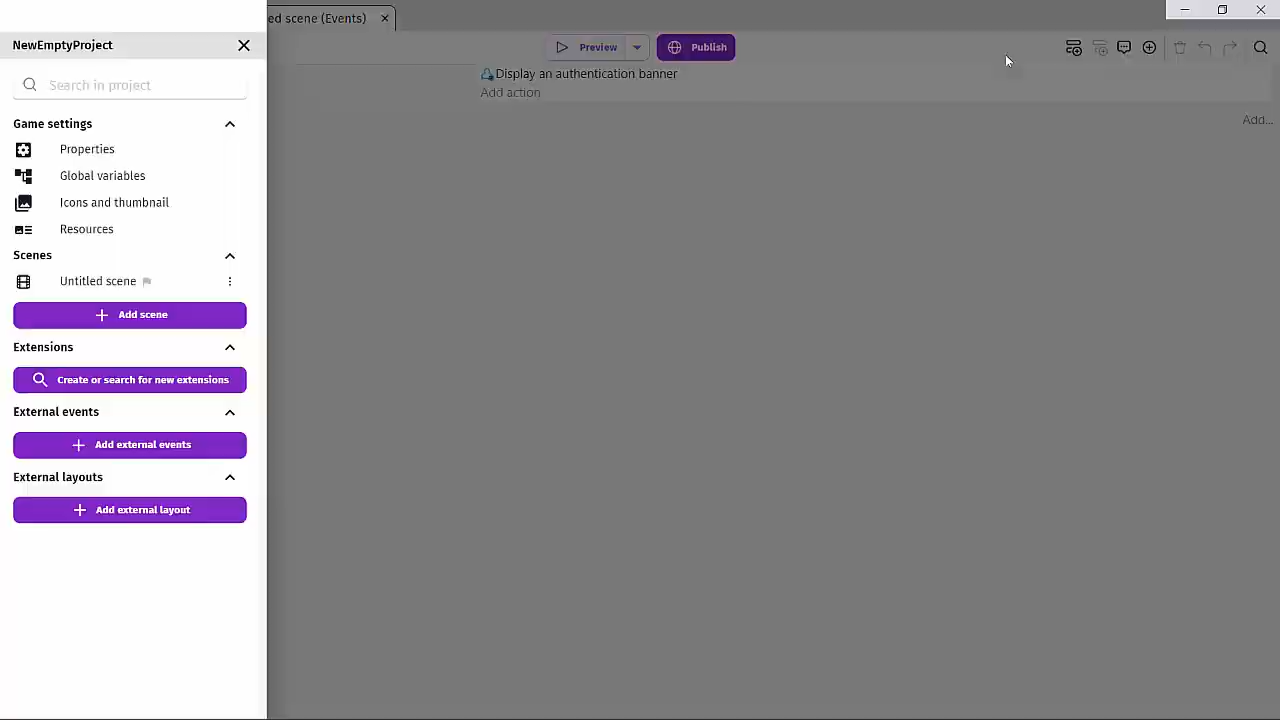 ed scene (Events)
NewEmptyProject
Preview
Publish
Display an authentication banner
Search in project
Add action
Add...
Game settings
Properties
Global variables
Icons and thumbnail
Resources
Scenes
Untitled scene
Add scene
Extensions
Create or search for new extensions
External events
Add external events
External layouts
Add external layout